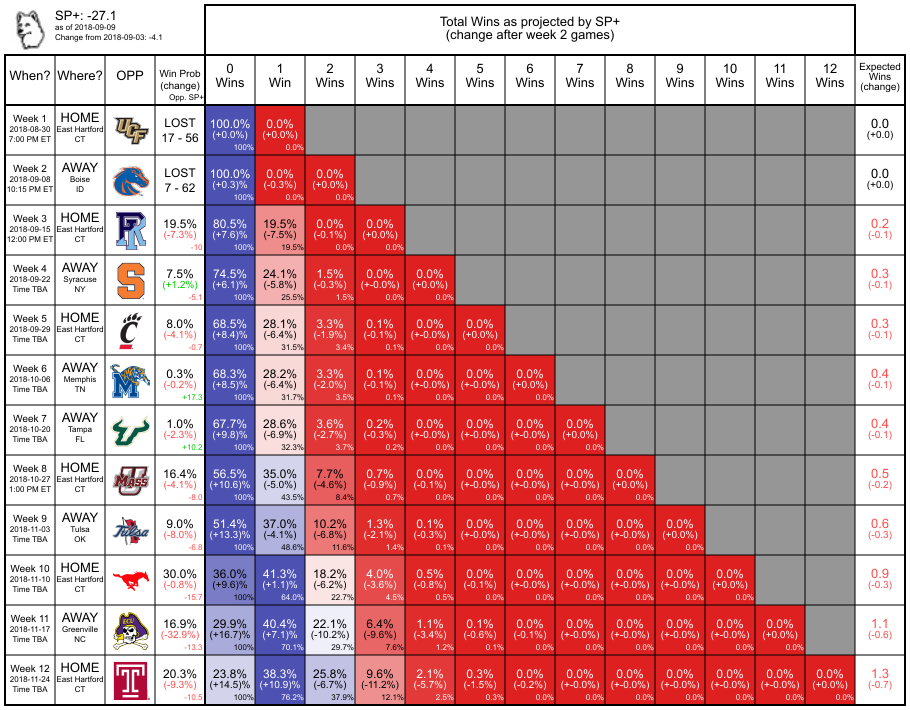 SP+: -27.1
as of 2018-09-09
Change from 2018-09-03: -4.1
Total Wins as projected by SP+
(change after week 2 games)
When? Where? OPP Win Prob (change) Opp. SP+ 0 Wins 1 Win 2 Wins 3 Wins 4 Wins 5 Wins 6 Wins 7 Wins 8 Wins 9 Wins 10 Wins 11 Wins 12 Wins Expected Wins (change)
Week 1 HOME UCF LOST 100.0% 0.0% 0.0
2018-08-30 East Hartford 17 - 56 (+0.0%) (+0.0%) (+0.0)
7:00 PM ET CT 100% 0.0%
Week 2 AWAY LOST 100.0% 0.0% 0.0% 0.0
2018-09-08 Boise 7 - 62 (+0.3)% (-0.3%) (+0.0%) (+0.0)
10:15 PM ET ID 100% 0.0% 0.0%
Week 3 HOME R 19.5% 80.5% 19.5% 0.0% 0.0% 0.2
2018-09-15 East Hartford (-7.3%) (+7.6)% (-7.5%) (-0.1%) (+0.0%) (-0.1)
12:00 PM ET CT -10 100% 19.5% 0.0% 0.0%
Week 4 AWAY S 7.5% 74.5% 24.1% 1.5% 0.0% 0.0% 0.3
2018-09-22 Syracuse (+1.2%) (+6.1)% (-5.8%) (-0.3%) (+-0.0%) (+0.0%) (-0.1)
Time TBA NY -5.1 100% 25.5% 1.5% 0.0% 0.0%
Week 5 HOME C 8.0% 68.5% 28.1% 3.3% 0.1% 0.0% 0.0% 0.3
2018-09-29 East Hartford (-4.1%) (+8.4)% (-6.4%) (-1.9%) (-0.1%) (+-0.0%) (+0.0%) (-0.1)
Time TBA CT -0.7 100% 31.5% 3.4% 0.1% 0.0% 0.0%
Week 6 AWAY M 0.3% 68.3% 28.2% 3.3% 0.1% 0.0% 0.0% 0.0% 0.4
2018-10-06 Memphis (-0.2%) (+8.5)% (-6.4%) (-2.0%) (-0.1%) (+-0.0%) (+-0.0%) (+0.0%) (-0.1)
Time TBA TN +17.3 100% 31.7% 3.5% 0.1% 0.0% 0.0% 0.0%
Week 7 AWAY U 1.0% 67.7% 28.6% 3.6% 0.2% 0.0% 0.0% 0.0% 0.0% 0.4
2018-10-20 Tampa (-2.3%) (+9.8)% (-6.9%) (-2.7%) (-0.3%) (+-0.0%) (+-0.0%) (+-0.0%) (+0.0%) (-0.1)
Time TBA FL +10.2 100% 32.3% 3.7% 0.2% 0.0% 0.0% 0.0% 0.0%
Week 8 HOME U MASS 16.4% 56.5% 35.0% 7.7% 0.7% 0.0% 0.0% 0.0% 0.0% 0.0% 0.5
2018-10-27 East Hartford (-4.1%) (+10.6)% (-5.0%) (-4.6%) (-0.9%) (-0.1%) (+-0.0%) (+-0.0%) (+-0.0%) (+0.0%) (-0.2)
1:00 PM ET CT -8.0 100% 43.5% 8.4% 0.7% 0.0% 0.0% 0.0% 0.0% 0.0%
Week 9 AWAY Tulsa 9.0% 51.4% 37.0% 10.2% 1.3% 0.1% 0.0% 0.0% 0.0% 0.0% 0.0% 0.6
2018-11-03 Tulsa (-8.0%) (+13.3)% (-4.1%) (-6.8%) (-2.1%) (-0.3%) (+-0.0%) (+-0.0%) (+-0.0%) (+-0.0%) (+0.0%) (-0.3)
Time TBA OK -6.8 100% 48.6% 11.6% 1.4% 0.1% 0.0% 0.0% 0.0% 0.0% 0.0%
Week 10 HOME 30.0% 36.0% 41.3% 18.2% 4.0% 0.5% 0.0% 0.0% 0.0% 0.0% 0.0% 0.0% 0.9
2018-11-10 East Hartford (-0.8%) (+9.6)% (+1.1%) (-6.2%) (-3.6%) (-0.8%) (-0.1%) (+-0.0%) (+-0.0%) (+-0.0%) (+-0.0%) (+0.0%) (-0.3)
Time TBA CT -15.7 100% 64.0% 22.7% 4.5% 0.5% 0.0% 0.0% 0.0% 0.0% 0.0% 0.0%
Week 11 AWAY ECU 16.9% 29.9% 40.4% 22.1% 6.4% 1.1% 0.1% 0.0% 0.0% 0.0% 0.0% 0.0% 0.0% 1.1
2018-11-17 Greenville (-32.9%) (+16.7)% (+7.1%) (-10.2%) (-9.6%) (-3.4%) (-0.6%) (-0.1%) (+-0.0%) (+-0.0%) (+-0.0%) (+-0.0%) (+0.0%) (-0.6)
Time TBA NC -13.3 100% 70.1% 29.7% 7.6% 1.2% 0.1% 0.0% 0.0% 0.0% 0.0% 0.0% 0.0%
Week 12 HOME T 20.3% 23.8% 38.3% 25.8% 9.6% 2.1% 0.3% 0.0% 0.0% 0.0% 0.0% 0.0% 0.0% 0.0% 1.3
2018-11-24 East Hartford (-9.3%) (+14.5)% (+10.9%) (-6.7%) (-11.2%) (-5.7%) (-1.5%) (-0.2%) (+-0.0%) (+-0.0%) (+-0.0%) (+-0.0%) (+-0.0%) (+0.0%) (-0.7)
Time TBA CT -10.5 100% 76.2% 37.9% 12.1% 2.5% 0.3% 0.0% 0.0% 0.0% 0.0% 0.0% 0.0% 0.0%